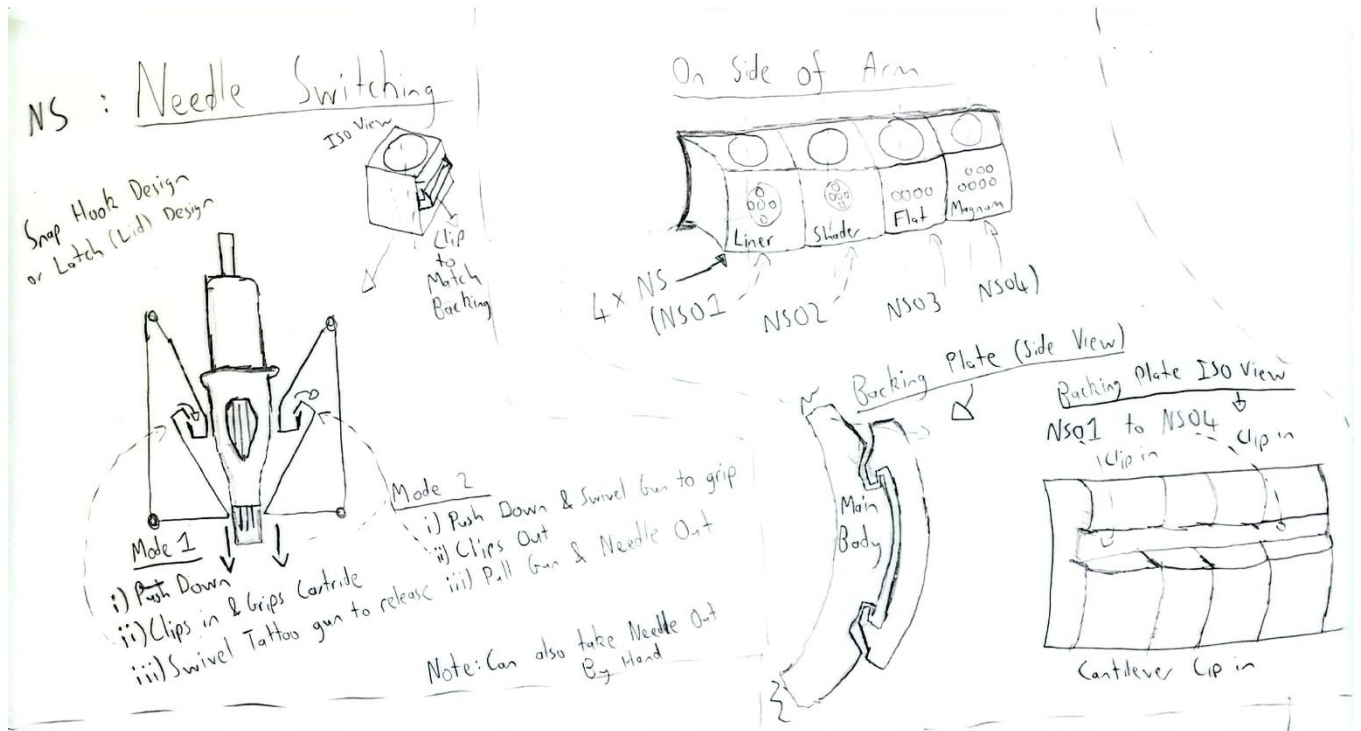 NS : Needle Switching
ISO View
Snap Hook Design
or Latch (Lid) Design
Clip
to
Match
Backing
Mode 1
i) Push Down
ii) Clips in & Grips Cartride
iii) Swivel Tattoo gun to release
Mode 2
i) Push Down & Swivel Gun to grip
ii) Clips Out
iii) Pull Gun & Needle Out
Note: Can also take Needle Out
By Hand
On Side of Arm
Liner
Shader
Flat
Magnum
4 x NS
(NS01
NS02
NS03
NS04)
Backing Plate (Side View)
Main
Body
Backing Plate ISO View
NS01 to NS04
Clip in
Clip in
Cantilever Cip in